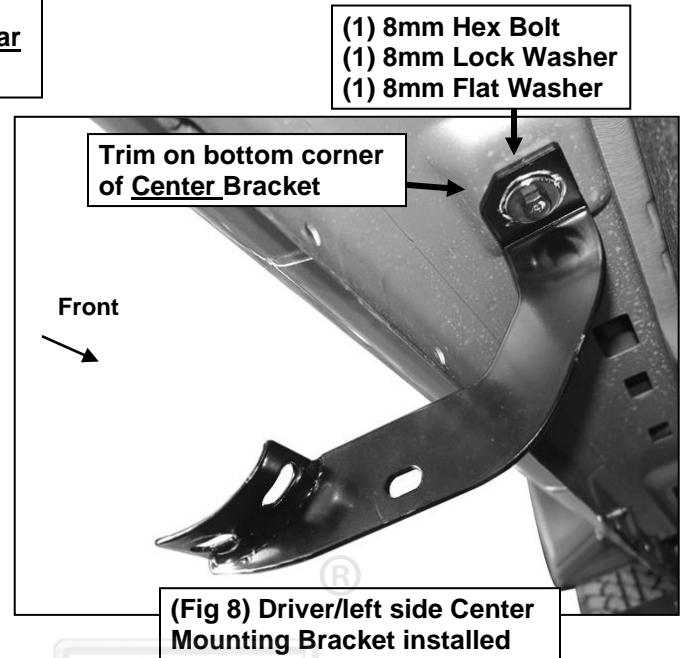 (1) 8mm Hex Bolt
(1) 8mm Lock Washer
(1) 8mm Flat Washer
Trim on bottom corner
of Center Bracket
Front
®
(Fig 8) Driver/left side Center
Mounting Bracket installed